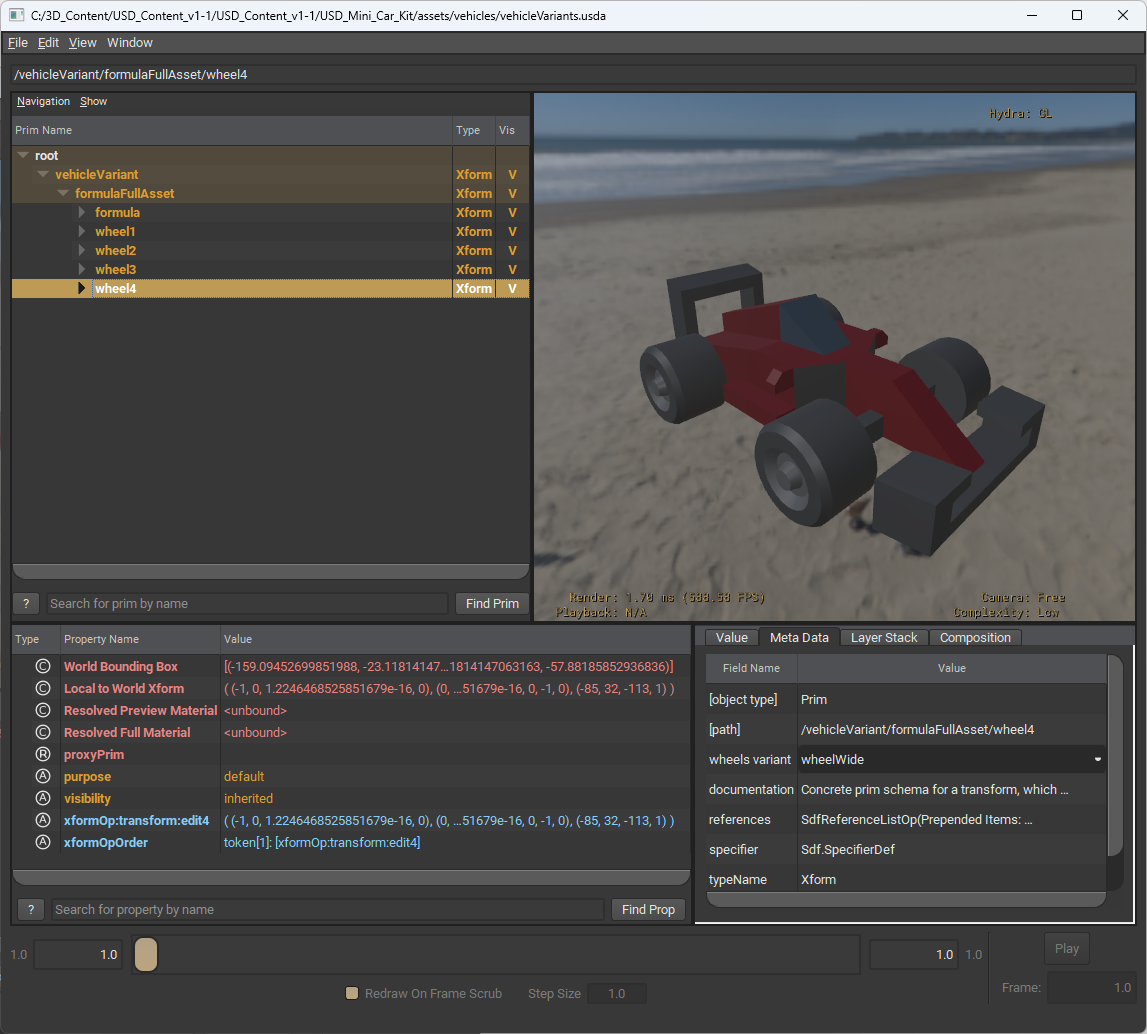 C:/3D_Content/USD_Content_v1-1/USD_Content_v1-1/USD_Mini_Car_Kit/assets/vehicles/vehicleVariants.usda
File Edit View Window
/vehicleVariant/formulaFullAsset/wheel4
Navigation Show
Prim Name Type Vis
root
vehicleVariant Xform V
formulaFullAsset Xform V
formula Xform V
wheel1 Xform V
wheel2 Xform V
wheel3 Xform V
wheel4 Xform V
? Search for prim by name Find Prim
Hydra: GL
Render: 1.70 ms (588.58 FPS) Camera: Free
Playback: N/A Complexity: Low
Type Property Name Value
C World Bounding Box [(-159.09452699851988, -23.11814147...1814147063163, -57.88185852936836)]
C Local to World Xform ( (-1, 0, 1.2246468525851679e-16, 0), (0, ...51679e-16, 0, -1, 0), (-85, 32, -113, 1) )
C Resolved Preview Material <unbound>
C Resolved Full Material <unbound>
R proxyPrim
A purpose default
A visibility inherited
A xformOp:transform:edit4 ( (-1, 0, 1.2246468525851679e-16, 0), (0, ...51679e-16, 0, -1, 0), (-85, 32, -113, 1) )
A xformOpOrder token[1]: [xformOp:transform:edit4]
? Search for property by name Find Prop
Value Meta Data Layer Stack Composition
Field Name Value
[object type] Prim
[path] /vehicleVariant/formulaFullAsset/wheel4
wheels variant wheelWide
documentation Concrete prim schema for a transform, which ...
references SdfReferenceListOp(Prepended Items: ...
specifier Sdf.SpecifierDef
typeName Xform
1.0 1.0 1.0 1.0 Play
Redraw On Frame Scrub Step Size 1.0 Frame: 1.0